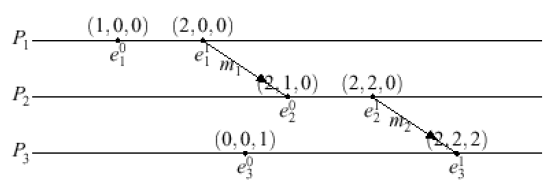 (1,0,0) (2,0,0)
P₁
e₁⁰ e₁¹
m₁
(2,1,0) (2,2,0)
P₂
e₂⁰ e₂¹
m₂
(0,0,1) (2,2,2)
P₃
e₃⁰ e₃¹